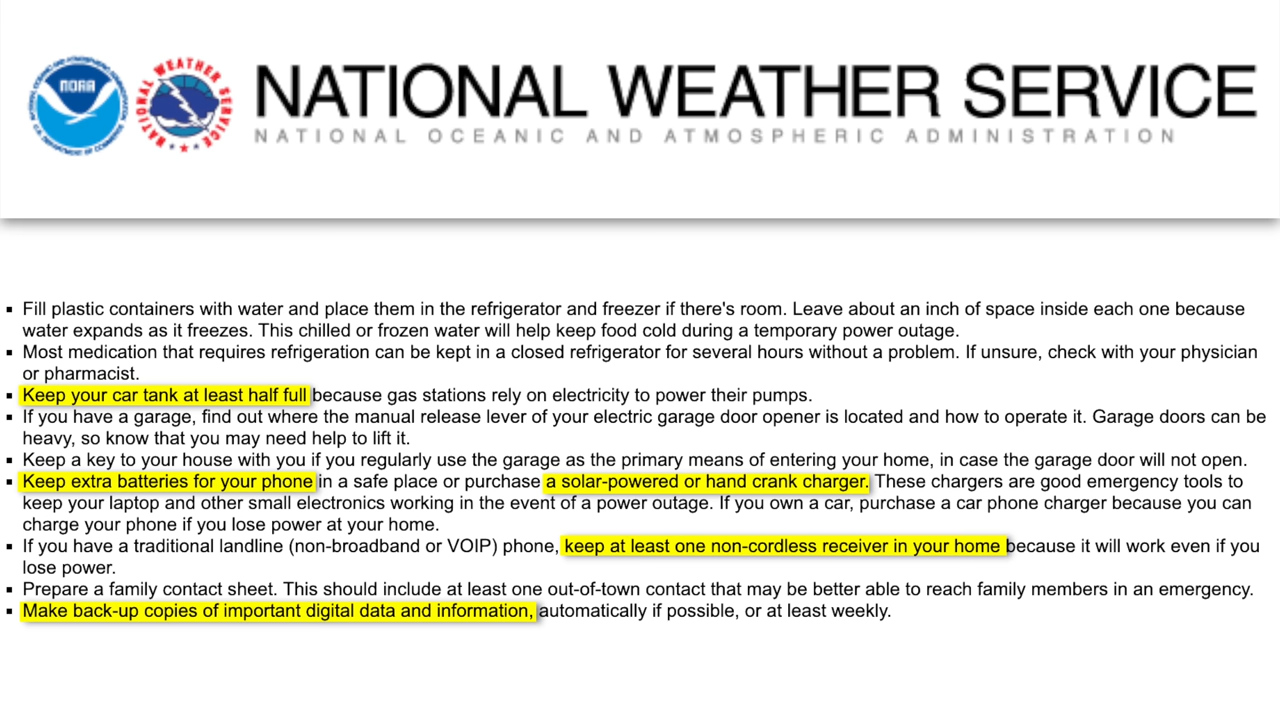 NOAA
NATIONAL WEATHER SERVICE
NATIONAL WEATHER SERVICE
NATIONAL OCEANIC AND ATMOSPHERIC ADMINISTRATION
▪ Fill plastic containers with water and place them in the refrigerator and freezer if there's room. Leave about an inch of space inside each one because
water expands as it freezes. This chilled or frozen water will help keep food cold during a temporary power outage.
▪ Most medication that requires refrigeration can be kept in a closed refrigerator for several hours without a problem. If unsure, check with your physician
or pharmacist.
▪ Keep your car tank at least half full because gas stations rely on electricity to power their pumps.
▪ If you have a garage, find out where the manual release lever of your electric garage door opener is located and how to operate it. Garage doors can be
heavy, so know that you may need help to lift it.
▪ Keep a key to your house with you if you regularly use the garage as the primary means of entering your home, in case the garage door will not open.
▪ Keep extra batteries for your phone in a safe place or purchase a solar-powered or hand crank charger. These chargers are good emergency tools to
keep your laptop and other small electronics working in the event of a power outage. If you own a car, purchase a car phone charger because you can
charge your phone if you lose power at your home.
▪ If you have a traditional landline (non-broadband or VOIP) phone, keep at least one non-cordless receiver in your home because it will work even if you
lose power.
▪ Prepare a family contact sheet. This should include at least one out-of-town contact that may be better able to reach family members in an emergency.
▪ Make back-up copies of important digital data and information, automatically if possible, or at least weekly.